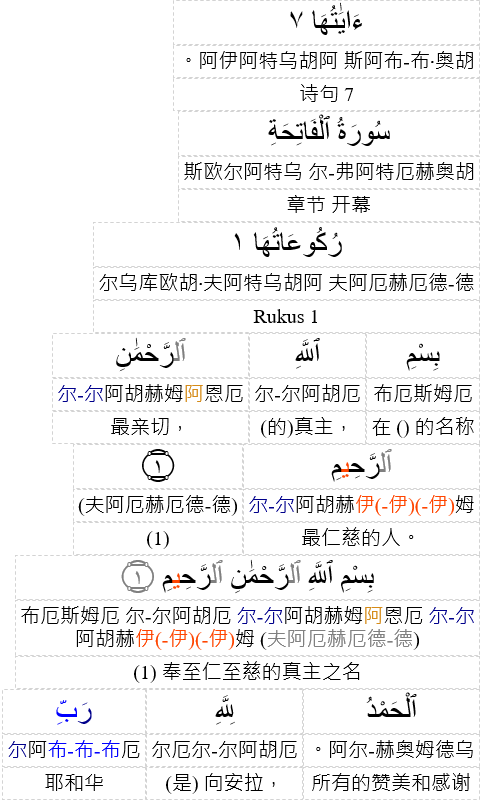 ءَايَٰتُهَا ٧
。阿伊阿特乌胡阿 斯阿布-布·奥胡
诗句 7
سُورَةُ ٱلْفَاتِحَةِ
斯欧尔阿特乌 尔-弗阿特厄赫奥胡
章节 开幕
رُكُوعَاتُهَا ١
尔乌库欧胡·夫阿特乌胡阿 夫阿厄赫厄德-德
Rukus 1
بِسْمِ ٱللَّهِ ٱلرَّحْمَٰنِ
尔-尔阿胡赫姆阿恩厄 尔-尔阿胡厄 布厄斯姆厄
最亲切， (的)真主， 在 () 的名称
ٱلرَّحِيمِ ١
(夫阿厄赫厄德-德) 尔-尔阿胡赫伊(-伊)(-伊)姆
(1) 最仁慈的人。
بِسْمِ ٱللَّهِ ٱلرَّحْمَٰنِ ٱلرَّحِيمِ ١
布厄斯姆厄 尔-尔阿胡厄 尔-尔阿胡赫姆阿恩厄 尔-尔
阿胡赫伊(-伊)(-伊)姆 (夫阿厄赫厄德-德)
(1) 奉至仁至慈的真主之名
ٱلْحَمْدُ لِلَّهِ رَبِّ
尔阿布-布-布厄 尔厄尔-尔阿胡厄 。阿尔-赫奥姆德乌
耶和华 (是) 向安拉， 所有的赞美和感谢